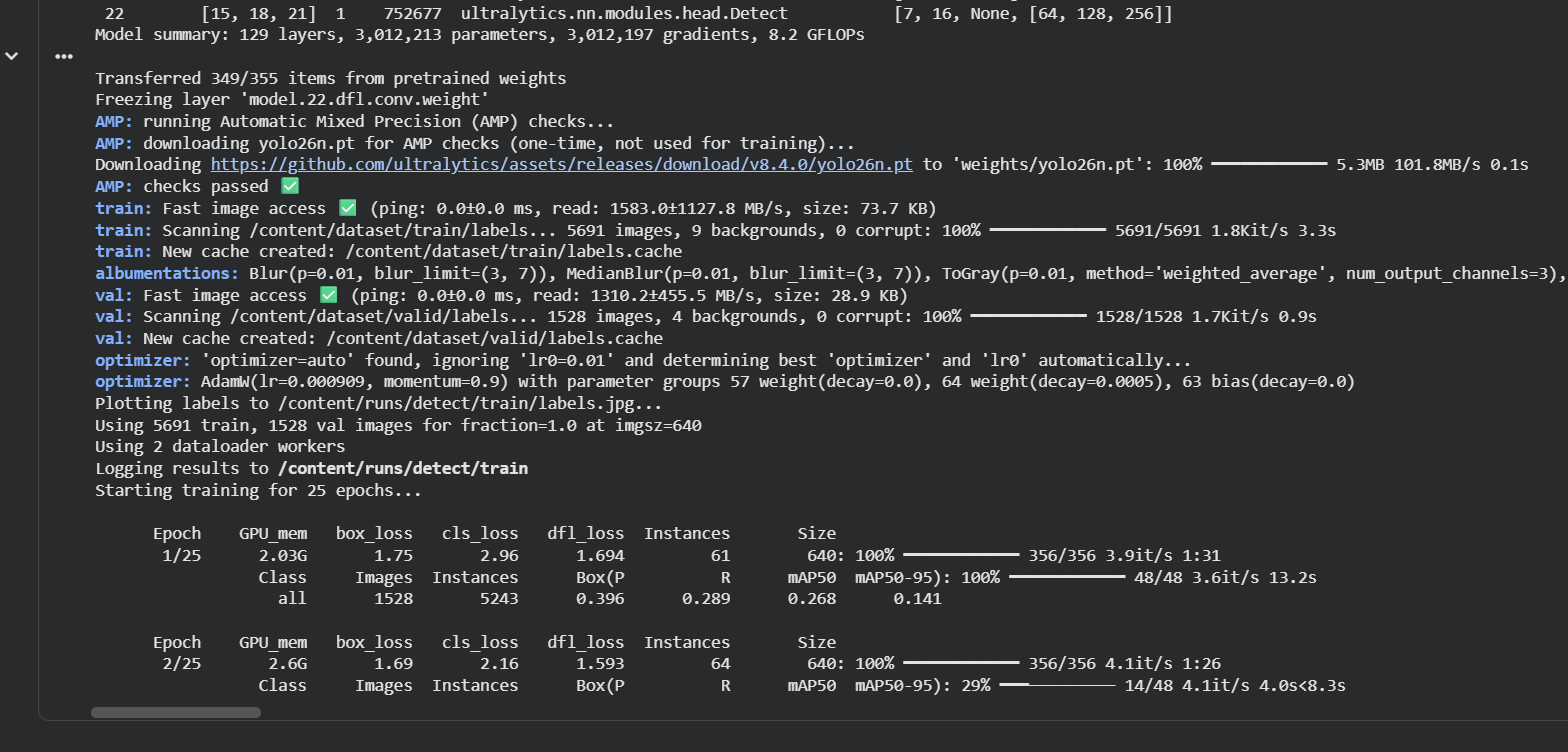 22 [15, 18, 21] 1 752677 ultralytics.nn.modules.head.Detect [7, 16, None, [64, 128, 256]]
Model summary: 129 layers, 3,012,213 parameters, 3,012,197 gradients, 8.2 GFLOPs
Transferred 349/355 items from pretrained weights
Freezing layer 'model.22.dfl.conv.weight'
AMP: running Automatic Mixed Precision (AMP) checks...
AMP: downloading yolo26n.pt for AMP checks (one-time, not used for training)...
Downloading https://github.com/ultralytics/assets/releases/download/v8.4.0/yolo26n.pt to 'weights/yolo26n.pt': 100% ━━━━━━━━━━━━ 5.3MB 101.8MB/s 0.1s
AMP: checks passed ✅
train: Fast image access ✅ (ping: 0.0±0.0 ms, read: 1583.0±1127.8 MB/s, size: 73.7 KB)
train: Scanning /content/dataset/train/labels... 5691 images, 9 backgrounds, 0 corrupt: 100% ━━━━━━━━━━━━ 5691/5691 1.8Kit/s 3.3s
train: New cache created: /content/dataset/train/labels.cache
albumentations: Blur(p=0.01, blur_limit=(3, 7)), MedianBlur(p=0.01, blur_limit=(3, 7)), ToGray(p=0.01, method='weighted_average', num_output_channels=3),
val: Fast image access ✅ (ping: 0.0±0.0 ms, read: 1310.2±455.5 MB/s, size: 28.9 KB)
val: Scanning /content/dataset/valid/labels... 1528 images, 4 backgrounds, 0 corrupt: 100% ━━━━━━━━━━━━ 1528/1528 1.7Kit/s 0.9s
val: New cache created: /content/dataset/valid/labels.cache
optimizer: 'optimizer=auto' found, ignoring 'lr0=0.01' and determining best 'optimizer' and 'lr0' automatically...
optimizer: AdamW(lr=0.000909, momentum=0.9) with parameter groups 57 weight(decay=0.0), 64 weight(decay=0.0005), 63 bias(decay=0.0)
Plotting labels to /content/runs/detect/train/labels.jpg...
Using 5691 train, 1528 val images for fraction=1.0 at imgsz=640
Using 2 dataloader workers
Logging results to /content/runs/detect/train
Starting training for 25 epochs...
Epoch GPU_mem box_loss cls_loss dfl_loss Instances Size
1/25 2.03G 1.75 2.96 1.694 61 640: 100% ━━━━━━━━━━━━ 356/356 3.9it/s 1:31
Class Images Instances Box(P R mAP50 mAP50-95): 100% ━━━━━━━━━━━━ 48/48 3.6it/s 13.2s
all 1528 5243 0.396 0.289 0.268 0.141
Epoch GPU_mem box_loss cls_loss dfl_loss Instances Size
2/25 2.6G 1.69 2.16 1.593 64 640: 100% ━━━━━━━━━━━━ 356/356 4.1it/s 1:26
Class Images Instances Box(P R mAP50 mAP50-95): 29% ━━━───────── 14/48 4.1it/s 4.0s<8.3s